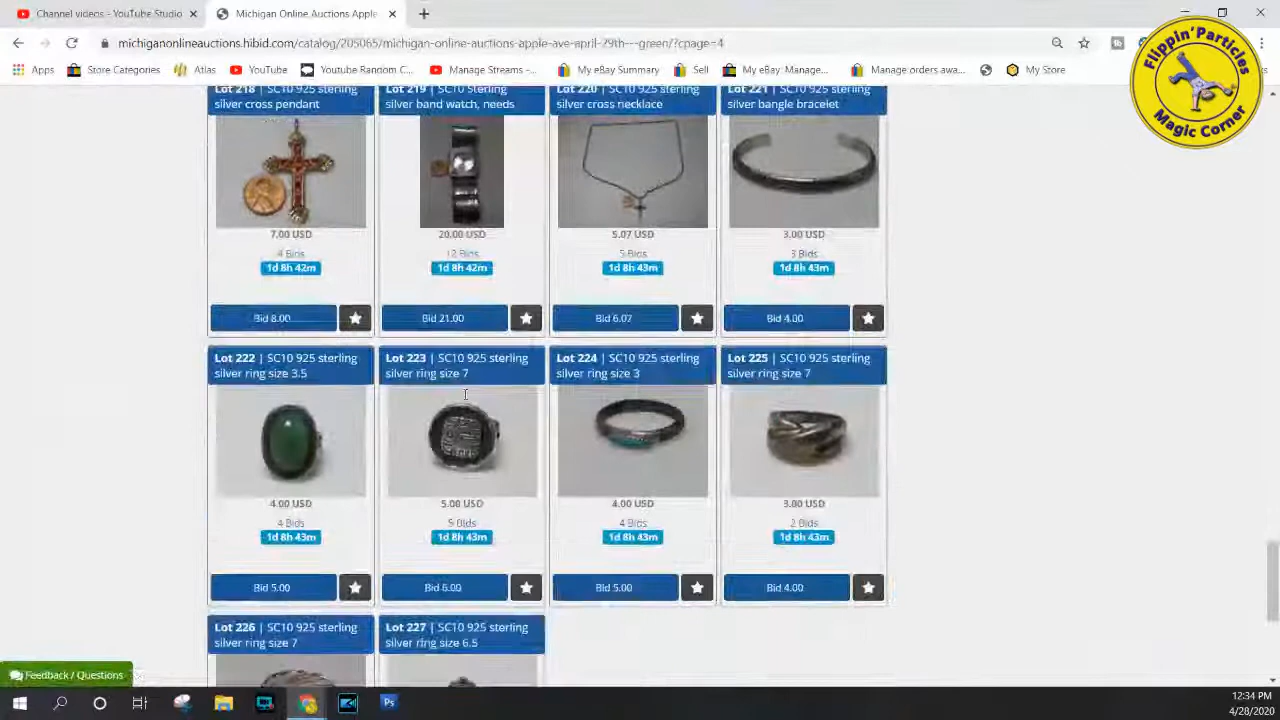 Channel videos - YouTube Studio
Michigan Online Auctions Apple
michiganonlineauctions.hibid.com/catalog/205065/michigan-online-auctions-apple-ave-april-29th---green/?cpage=4
Apps
Store Categories
Atlas
YouTube
Youtube Random C...
Manage Streams -...
My eBay Summary
Sell
My eBay: Manage...
Manage orders awa...
My Store
Flippin' Particles
Magic Corner
Lot 218 | SC10 925 sterling
silver cross pendant
Lot 219 | SC10 Sterling
silver band watch, needs
Lot 220 | SC10 925 sterling
silver cross necklace
Lot 221 | SC10 925 sterling
silver bangle bracelet
7.00 USD
20.00 USD
5.07 USD
3.00 USD
4 Bids
12 Bids
5 Bids
3 Bids
1d 8h 42m
1d 8h 42m
1d 8h 43m
1d 8h 43m
Bid 8.00
Bid 21.00
Bid 6.07
Bid 4.00
Lot 222 | SC10 925 sterling
silver ring size 3.5
Lot 223 | SC10 925 sterling
silver ring size 7
Lot 224 | SC10 925 sterling
silver ring size 3
Lot 225 | SC10 925 sterling
silver ring size 7
4.00 USD
5.00 USD
4.00 USD
3.00 USD
4 Bids
5 Bids
4 Bids
2 Bids
1d 8h 43m
1d 8h 43m
1d 8h 43m
1d 8h 43m
Bid 5.00
Bid 6.00
Bid 5.00
Bid 4.00
Lot 226 | SC10 925 sterling
silver ring size 7
Lot 227 | SC10 925 sterling
silver ring size 6.5
Feedback / Questions
12:34 PM
4/28/2020